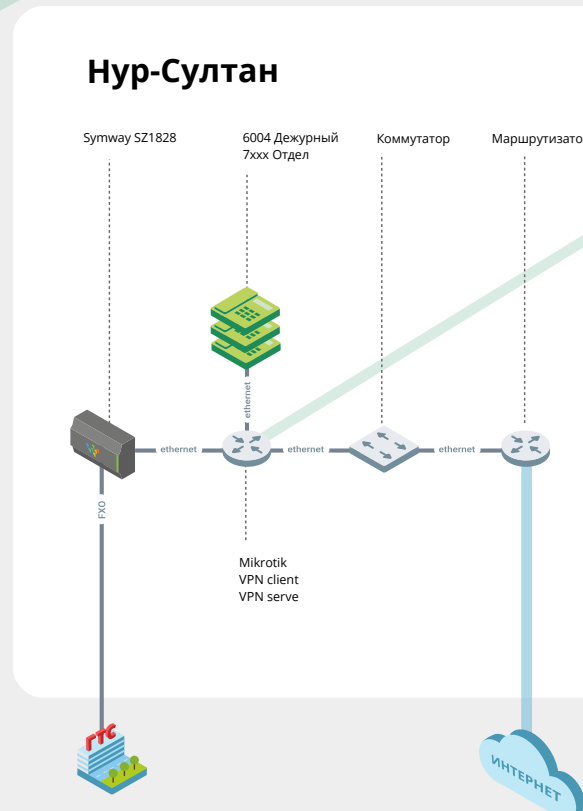 Нур-Султан
Symway SZ1828
6004 Дежурный
7xxx Отдел
Коммутатор
Маршрутизато
ethernet
ethernet
ethernet
ethernet
FXO
Mikrotik
VPN client
VPN serve
ГТС
ИНТЕРНЕТ